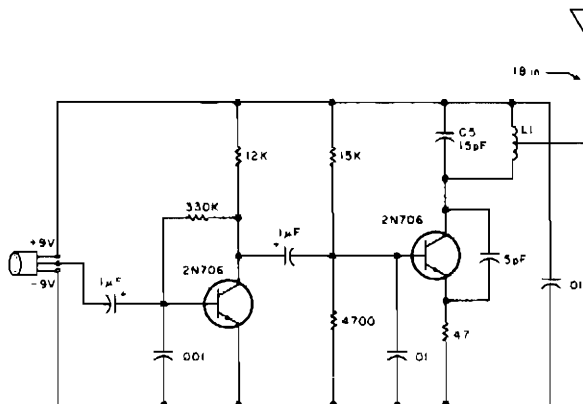 18 in
C5
15pF
L1
12K
15K
330K
2N706
1µF
+
+9V
2N706
5pF
-9V
1µF
+
.01
4700
47
.001
.01